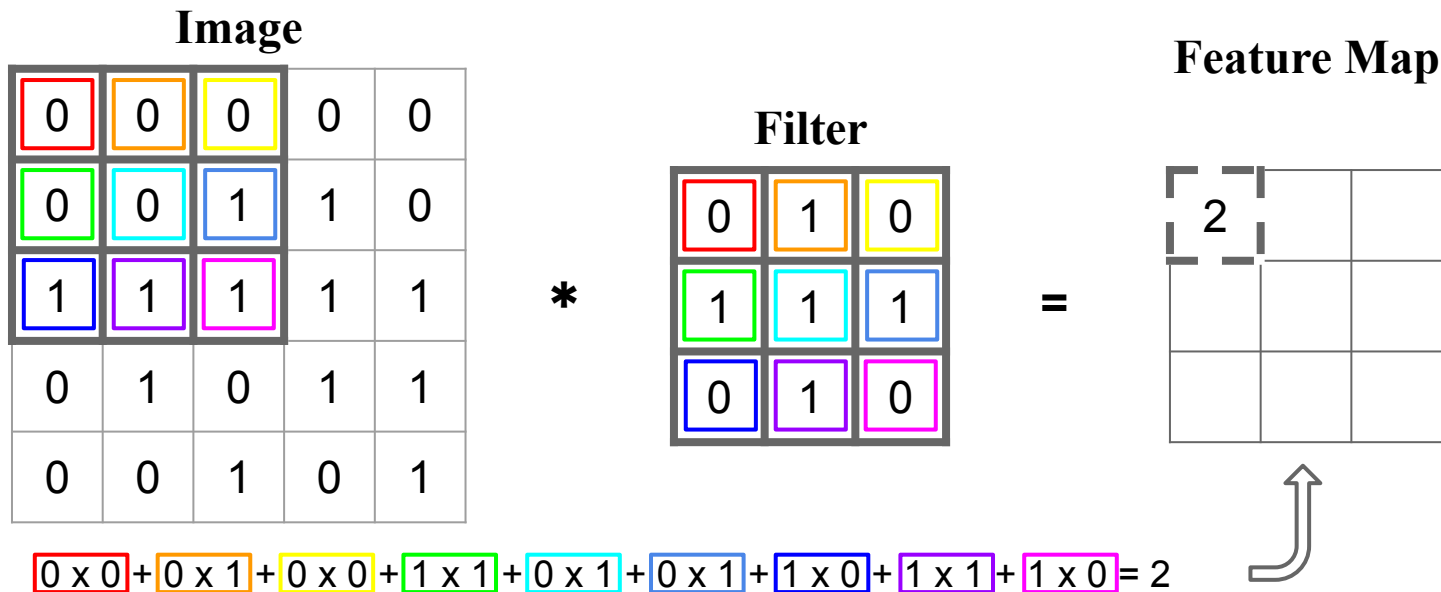 Image
Feature Map
Filter
0 0 0 0 0
0 0 1 1 0
1 1 1 1 1
0 1 0 1 1
0 0 1 0 1
*
0 1 0
1 1 1
0 1 0
=
2
0 x 0 + 0 x 1 + 0 x 0 + 1 x 1 + 0 x 1 + 0 x 1 + 1 x 0 + 1 x 1 + 1 x 0 = 2